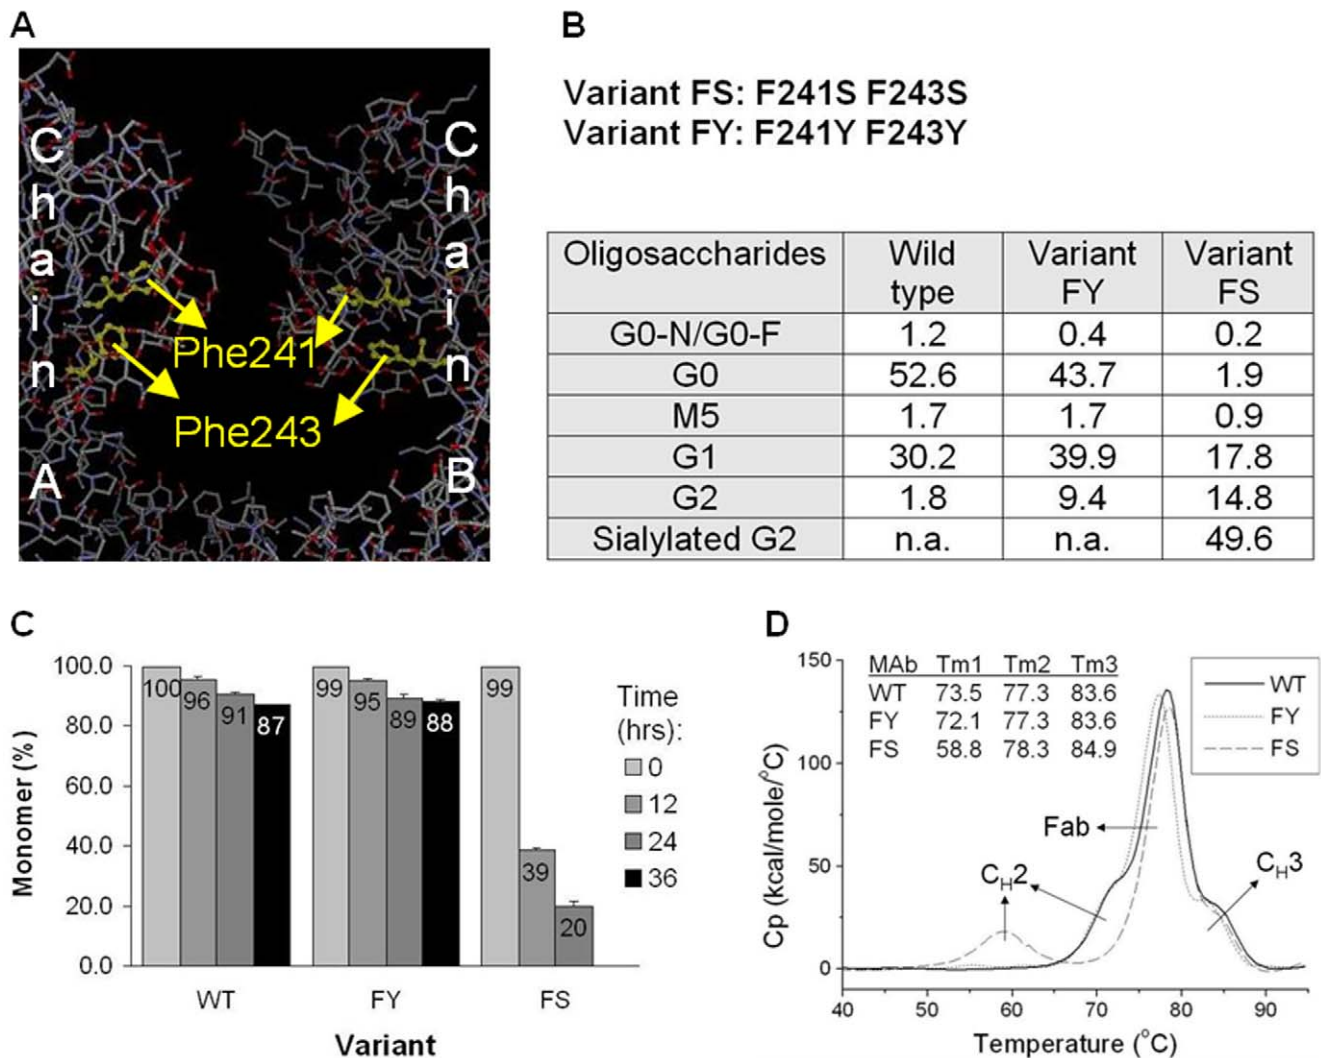 A
Chain
A
Chain
B
Phe241
Phe243
B
Variant FS: F241S F243S
Variant FY: F241Y F243Y
Oligosaccharides Wild type Variant FY Variant FS
G0-N/G0-F 1.2 0.4 0.2
G0 52.6 43.7 1.9
M5 1.7 1.7 0.9
G1 30.2 39.9 17.8
G2 1.8 9.4 14.8
Sialylated G2 n.a. n.a. 49.6
C
Monomer (%)
100.0
80.0
60.0
40.0
20.0
0.0
100 96 91 87
99 95 89 88
99 39 20
WT FY FS
Variant
Time
(hrs):
0
12
24
36
D
Cp (kcal/mole/°C)
150
100
50
0
MAb Tm1 Tm2 Tm3
WT 73.5 77.3 83.6
FY 72.1 77.3 83.6
FS 58.8 78.3 84.9
WT
FY
FS
Fab
CH2
CH3
40 50 60 70 80 90
Temperature (°C)